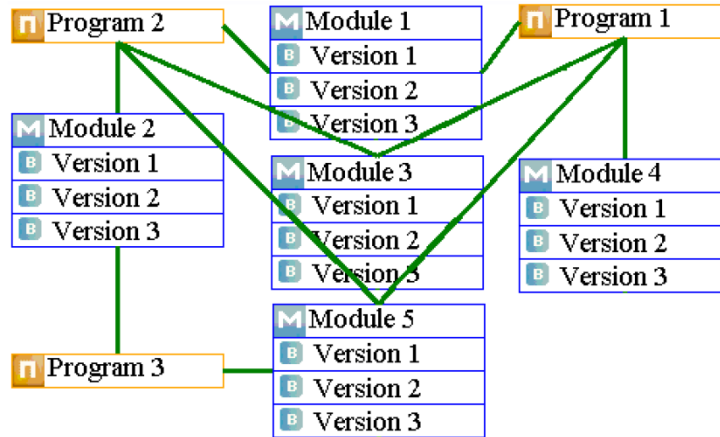 П Program 2
М Module 1
В Version 1
В Version 2
В Version 3
П Program 1
М Module 2
В Version 1
В Version 2
В Version 3
М Module 3
В Version 1
В Version 2
В Version 3
М Module 4
В Version 1
В Version 2
В Version 3
П Program 3
М Module 5
В Version 1
В Version 2
В Version 3